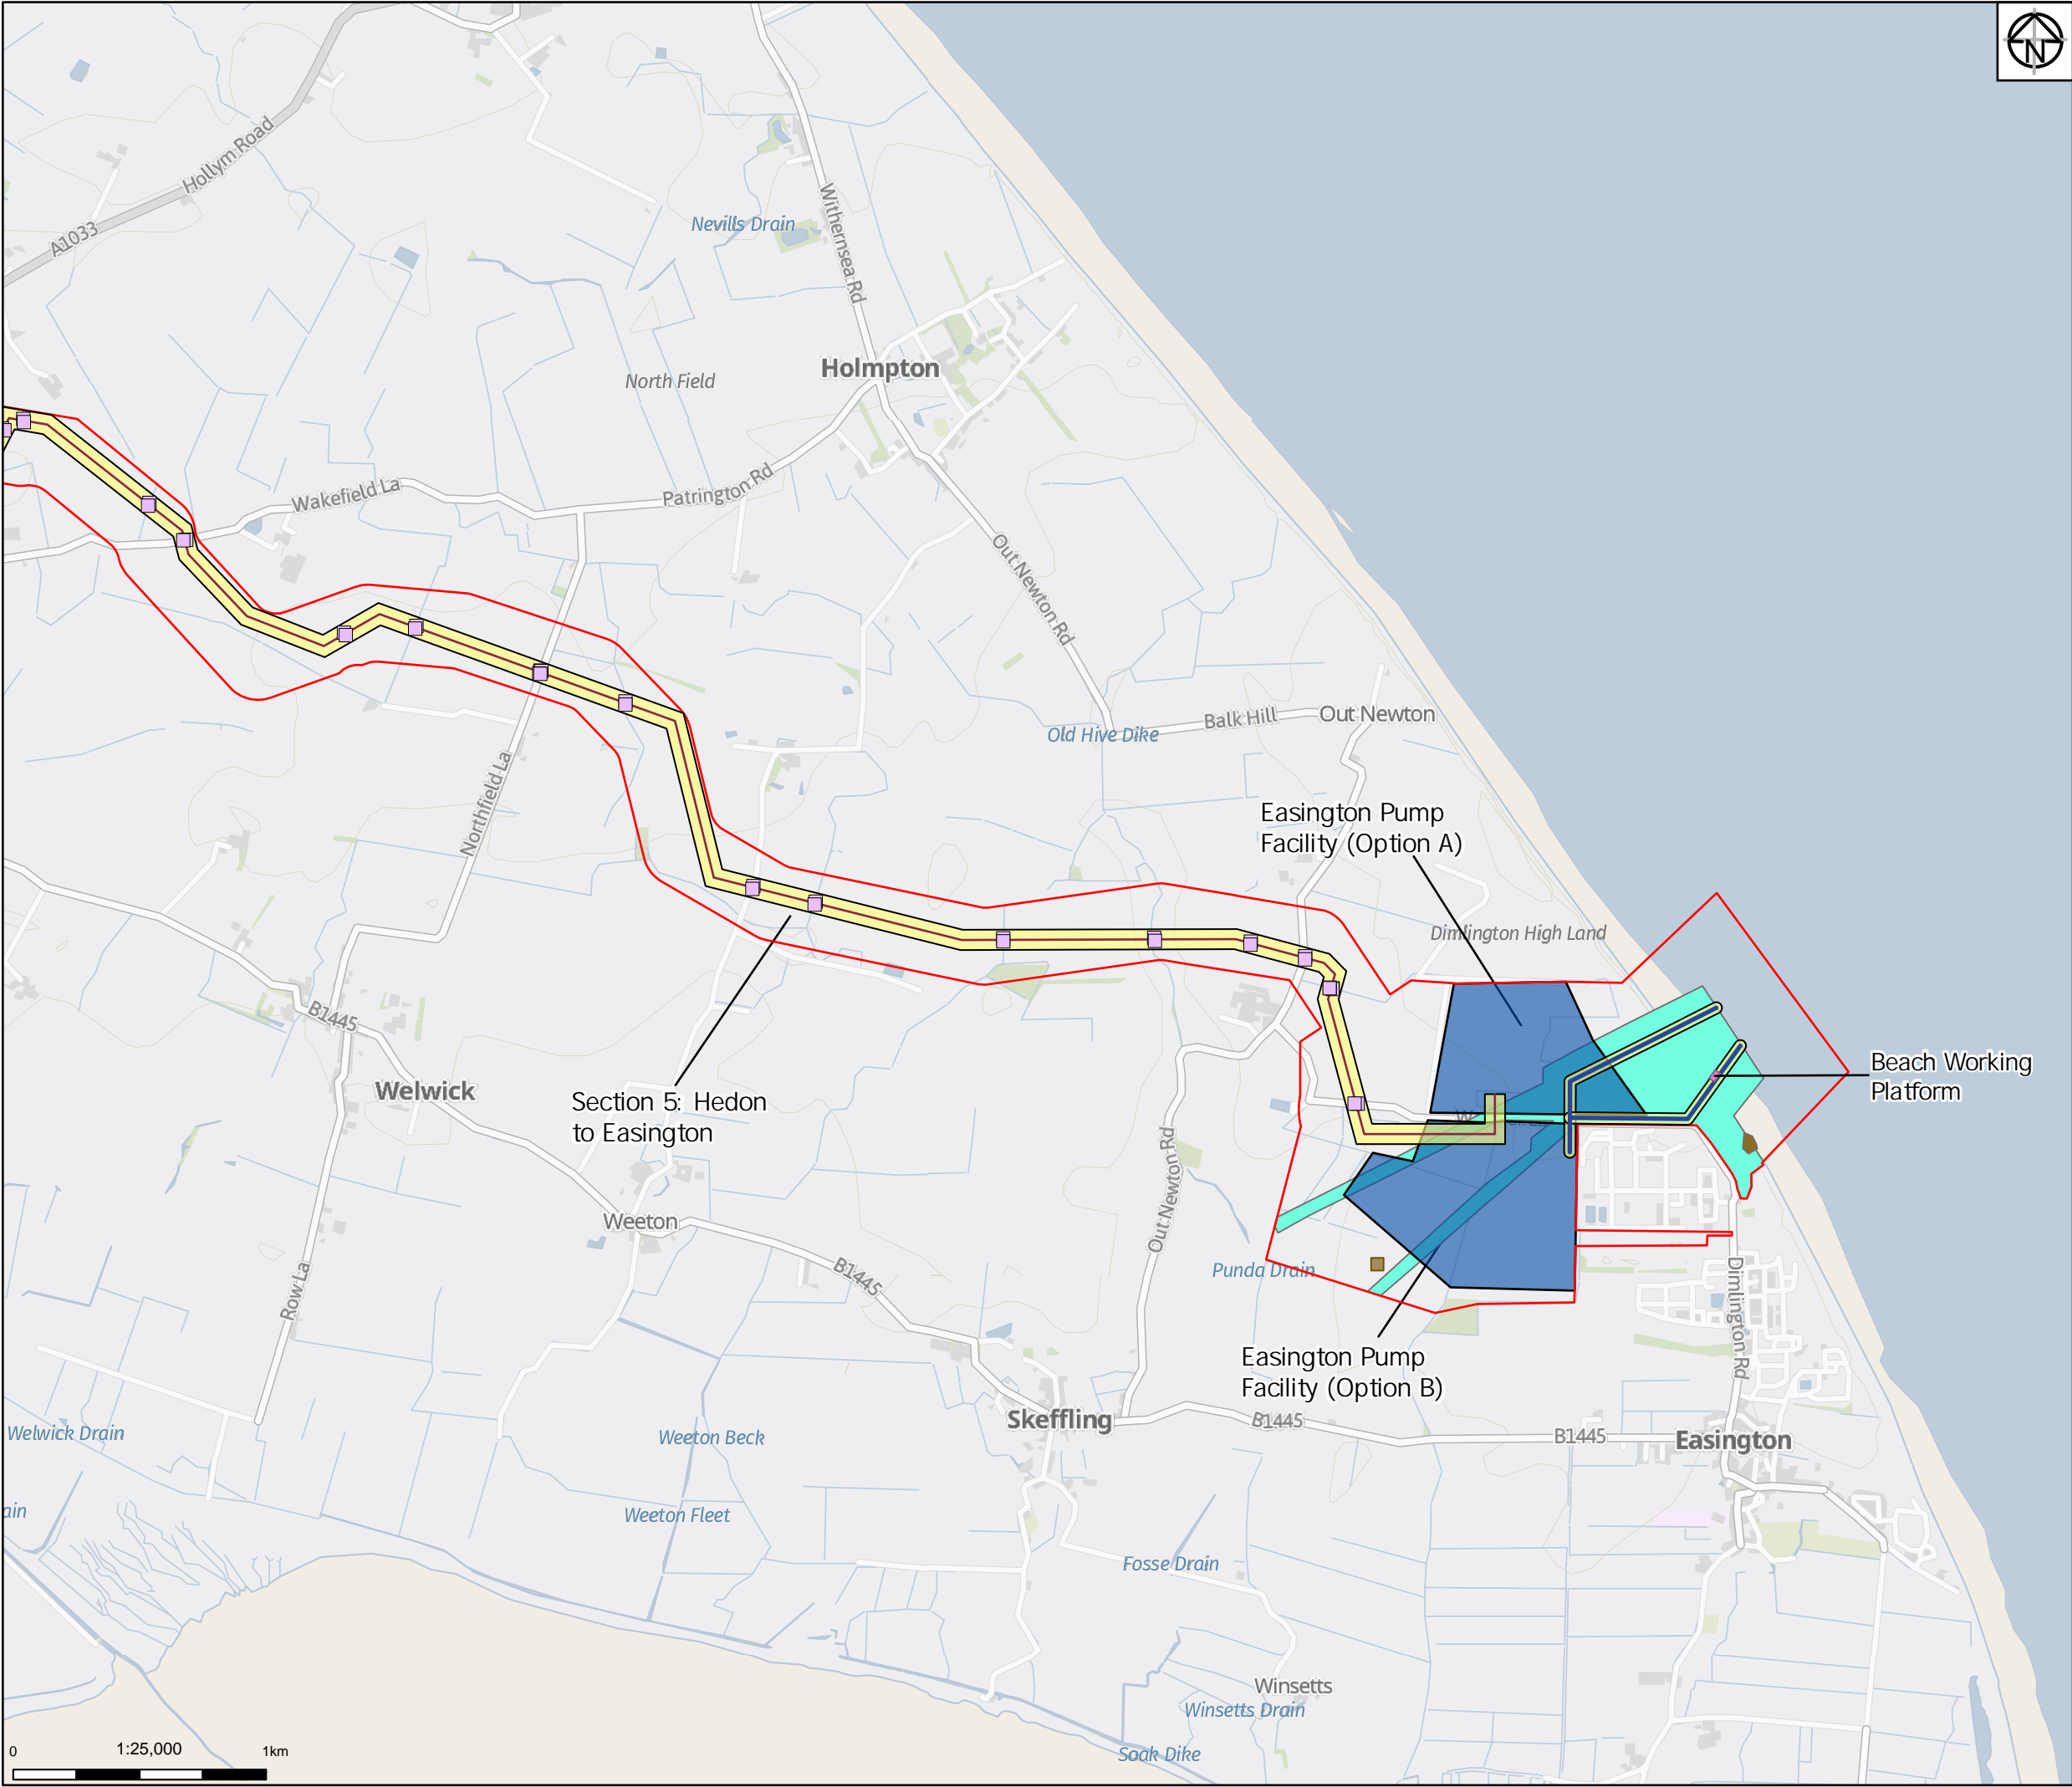 N
Hollym Road
A1033
Nevills Drain
Withernsea Rd
North Field
Holmpton
Wakefield La
Patrington Rd
Out Newton Rd
Old Hive Dike
Balk Hill
Out Newton
Northfield La
Easington Pump
Facility (Option A)
Dimlington High Land
B1445
Welwick
Section 5: Hedon
to Easington
Beach Working
Platform
Weeton
Out Newton Rd
Row La
B1445
Punda Drain
Dimlington Rd
Easington Pump
Facility (Option B)
Welwick Drain
Weeton Beck
Skeffling
B1445
B1445
Easington
ain
Weeton Fleet
Fosse Drain
Winsetts
Winsetts Drain
Soak Dike
0
1:25,000
1km